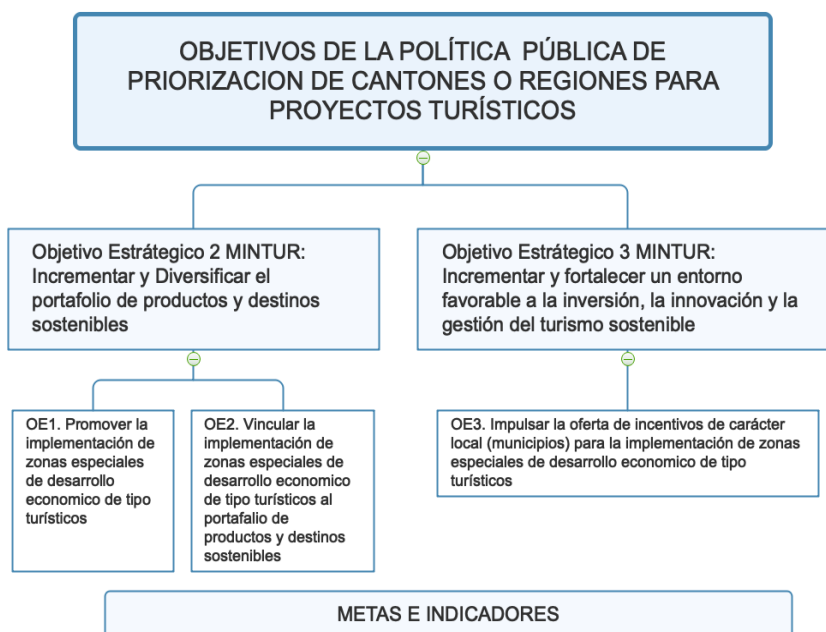 OBJETIVOS DE LA POLÍTICA PÚBLICA DE
PRIORIZACION DE CANTONES O REGIONES PARA
PROYECTOS TURÍSTICOS
Objetivo Estrátegico 2 MINTUR:
Incrementar y Diversificar el
portafolio de productos y destinos
sostenibles
Objetivo Estrátegico 3 MINTUR:
Incrementar y fortalecer un entorno
favorable a la inversión, la innovación y la
gestión del turismo sostenible
OE1. Promover la
implementación de
zonas especiales
de desarrollo
economico de tipo
turísticos
OE2. Vincular la
implementación de
zonas especiales de
desarrollo economico
de tipo turísticos al
portafalio de
productos y destinos
sostenibles
OE3. Impulsar la oferta de incentivos de carácter
local (municipios) para la implementación de zonas
especiales de desarrollo economico de tipo
turísticos
METAS E INDICADORES